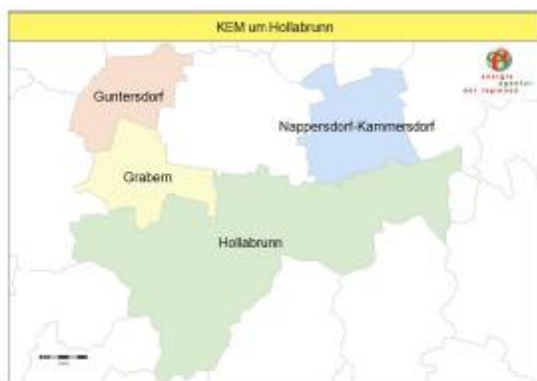 KEM um Hollabrunn
energie
agentur
der regionen
Guntersdorf
Nappersdorf-Kammersdorf
Grabern
Hollabrunn